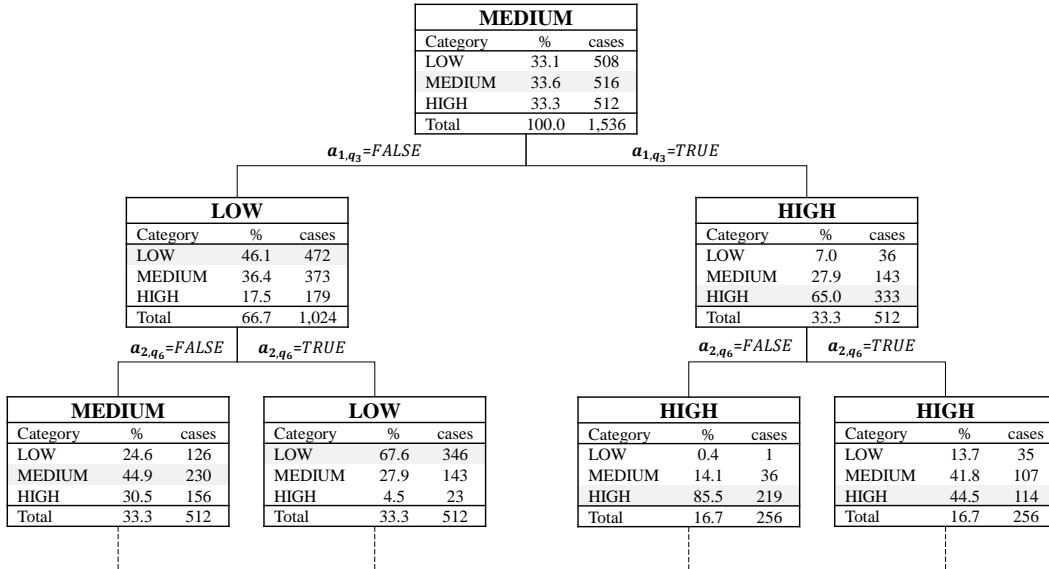 MEDIUM
Category % cases
LOW 33.1 508
MEDIUM 33.6 516
HIGH 33.3 512
Total 100.0 1,536
a1,q3=FALSE
a1,q3=TRUE
LOW
Category % cases
LOW 46.1 472
MEDIUM 36.4 373
HIGH 17.5 179
Total 66.7 1,024
HIGH
Category % cases
LOW 7.0 36
MEDIUM 27.9 143
HIGH 65.0 333
Total 33.3 512
a2,q6=FALSE
a2,q6=TRUE
a2,q6=FALSE
a2,q6=TRUE
MEDIUM
Category % cases
LOW 24.6 126
MEDIUM 44.9 230
HIGH 30.5 156
Total 33.3 512
LOW
Category % cases
LOW 67.6 346
MEDIUM 27.9 143
HIGH 4.5 23
Total 33.3 512
HIGH
Category % cases
LOW 0.4 1
MEDIUM 14.1 36
HIGH 85.5 219
Total 16.7 256
HIGH
Category % cases
LOW 13.7 35
MEDIUM 41.8 107
HIGH 44.5 114
Total 16.7 256